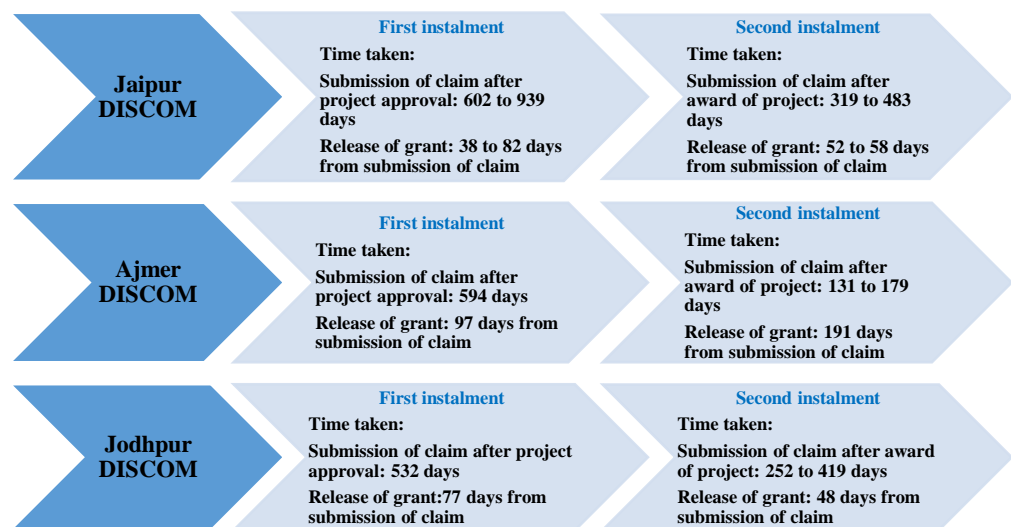 Jaipur
DISCOM
First instalment
Time taken:
Submission of claim after
project approval: 602 to 939
days
Release of grant: 38 to 82 days
from submission of claim
Second instalment
Time taken:
Submission of claim after
award of project: 319 to 483
days
Release of grant: 52 to 58 days
from submission of claim
Ajmer
DISCOM
First instalment
Time taken:
Submission of claim after
project approval: 594 days
Release of grant: 97 days from
submission of claim
Second instalment
Time taken:
Submission of claim after
award of project: 131 to 179
days
Release of grant: 191 days
from submission of claim
Jodhpur
DISCOM
First instalment
Time taken:
Submission of claim after project
approval: 532 days
Release of grant:77 days from
submission of claim
Second instalment
Time taken:
Submission of claim after award
of project: 252 to 419 days
Release of grant: 48 days from
submission of claim